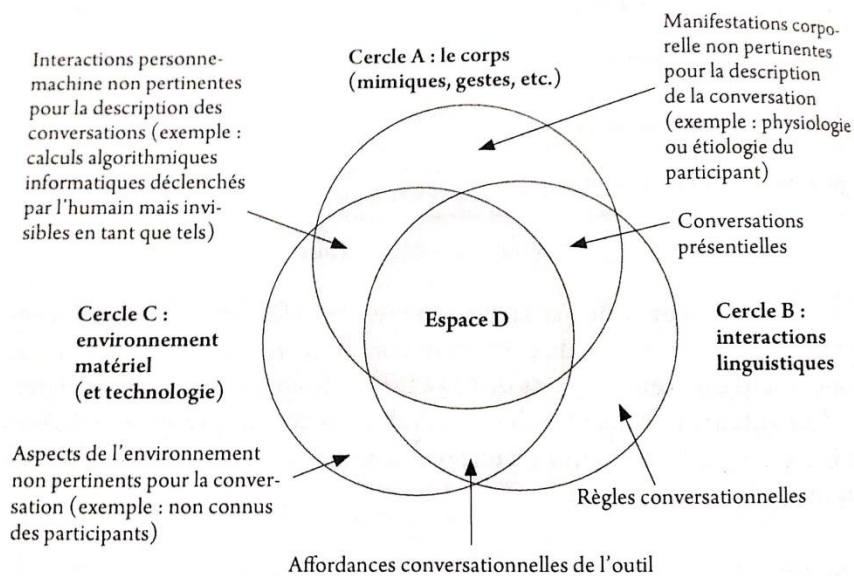 Interactions personne-
machine non pertinentes
pour la description des
conversations (exemple :
calculs algorithmiques
informatiques déclenchés
par l'humain mais invi-
sibles en tant que tels)
Cercle A : le corps
(mimiques, gestes, etc.)
Manifestations corpo-
relle non pertinentes
pour la description
de la conversation
(exemple : physiologie
ou étiologie du
participant)
Conversations
présentielles
Cercle C :
environnement
matériel
(et technologie)
Espace D
Cercle B :
interactions
linguistiques
Aspects de l'environnement
non pertinents pour la conver-
sation (exemple : non connus
des participants)
Règles conversationnelles
Affordances conversationnelles de l'outil